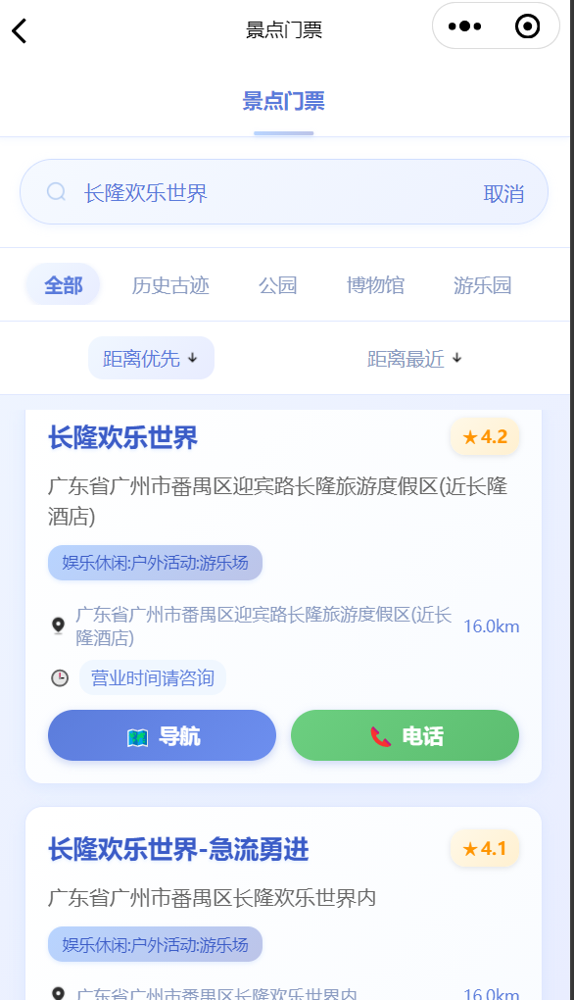 景点门票
景点门票
长隆欢乐世界 取消
全部 历史古迹 公园 博物馆 游乐园
距离优先 距离最近
长隆欢乐世界 ★4.2
广东省广州市番禺区迎宾路长隆旅游度假区(近长隆
酒店)
娱乐休闲;户外活动;游乐场
广东省广州市番禺区迎宾路长隆旅游度假区(近长
隆酒店) 16.0km
营业时间请咨询
导航 电话
长隆欢乐世界-急流勇进 ★4.1
广东省广州市番禺区长隆欢乐世界内
娱乐休闲;户外活动;游乐场
广东省广州市番禺区长隆欢乐世界内 16.0km